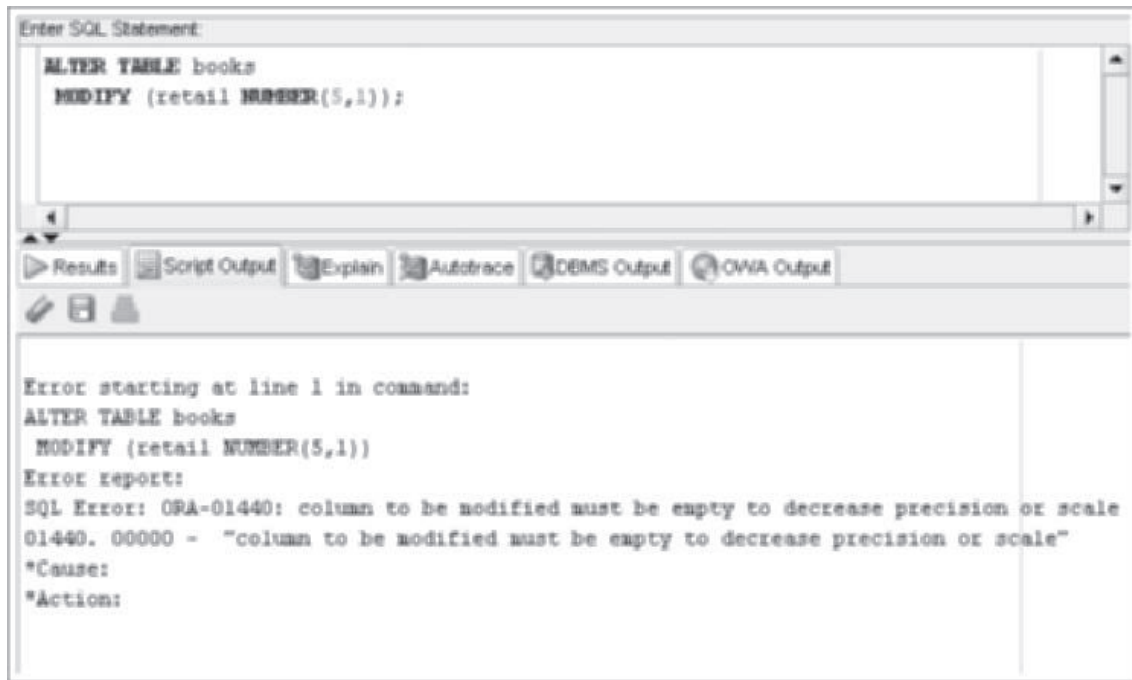 Enter SQL Statement:
ALTER TABLE books
MODIFY (retail NUMBER(5,1));
Results Script Output Explain Autotrace DBMS Output OWA Output
Error starting at line 1 in command:
ALTER TABLE books
MODIFY (retail NUMBER(5,1))
Error report:
SQL Error: ORA-01440: column to be modified must be empty to decrease precision or scale
01440. 00000 - "column to be modified must be empty to decrease precision or scale"
*Cause:
*Action: